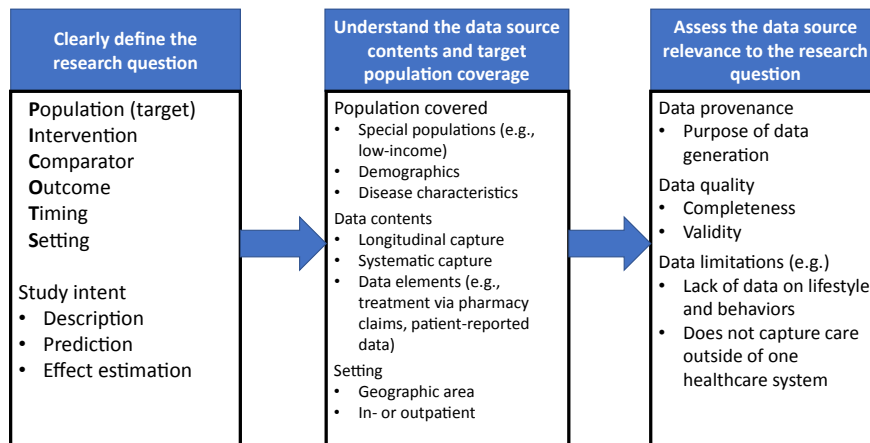 Clearly define the
research question
Population (target)
Intervention
Comparator
Outcome
Timing
Setting
Study intent
• Description
• Prediction
• Effect estimation
Understand the data source
contents and target
population coverage
Population covered
• Special populations (e.g.,
low-income)
• Demographics
• Disease characteristics
Data contents
• Longitudinal capture
• Systematic capture
• Data elements (e.g.,
treatment via pharmacy
claims, patient-reported
data)
Setting
• Geographic area
• In- or outpatient
Assess the data source
relevance to the research
question
Data provenance
• Purpose of data
generation
Data quality
• Completeness
• Validity
Data limitations (e.g.)
• Lack of data on lifestyle
and behaviors
• Does not capture care
outside of one
healthcare system